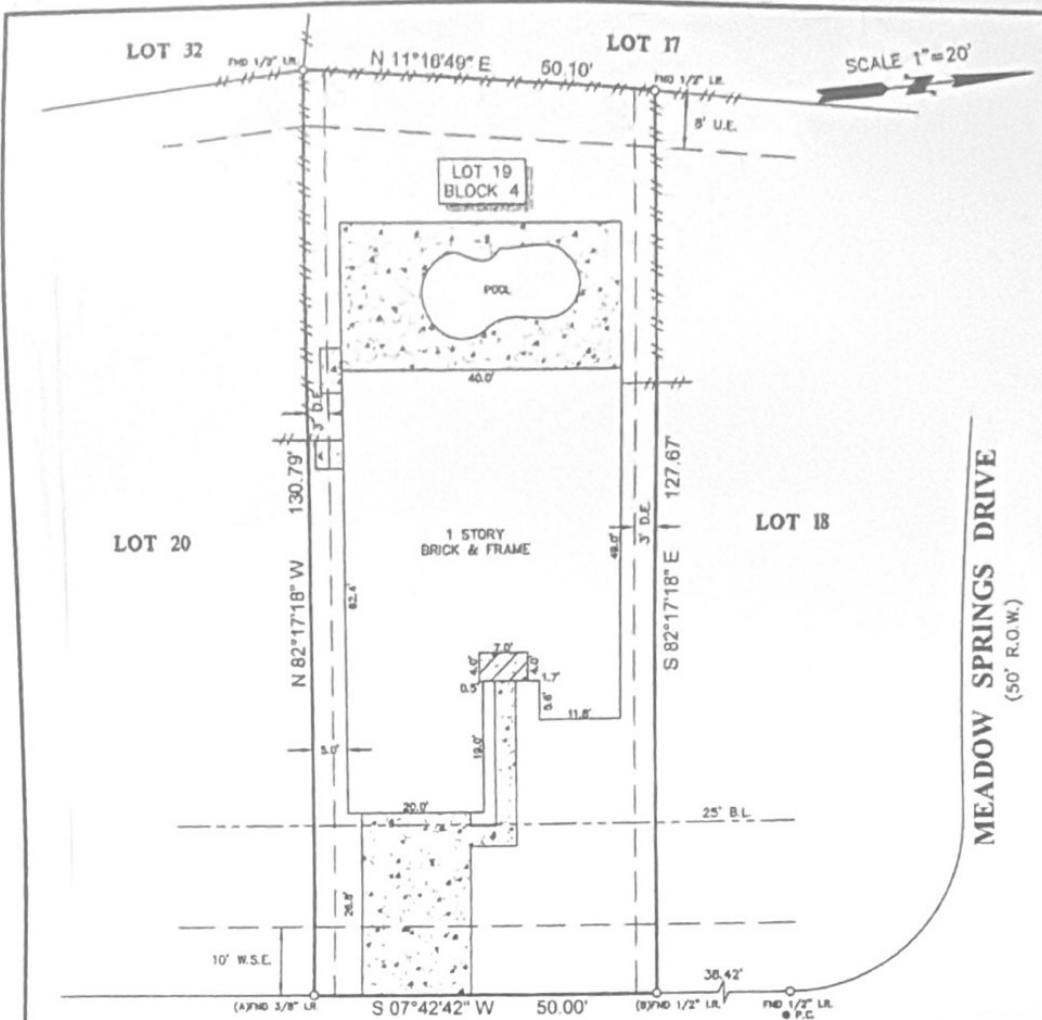 LOT 32
LOT 17
SCALE 1"=20'
FND 1/2" I.R.
N 11°16'49" E
50.10'
FND 1/2" I.R.
8' U.E.
LOT 19
BLOCK 4
POOL
40.0'
3' D.E.
130.79'
127.67'
LOT 20
1 STORY
BRICK & FRAME
49.0'
3' D.E.
LOT 18
MEADOW SPRINGS DRIVE
(50' R.O.W.)
N 82°17'18" W
62.4'
S 82°17'18" E
7.0'
4.0'
4.0'
0.5'
1.7'
5.6'
11.8'
19.0'
5.0'
20.0'
25' B.L.
26.8'
10' W.S.E.
38.42'
(A)FND 3/8" I.R.
S 07°42'42" W
50.00'
(B)FND 1/2" I.R.
FND 1/2" I.R.
@ P.C.